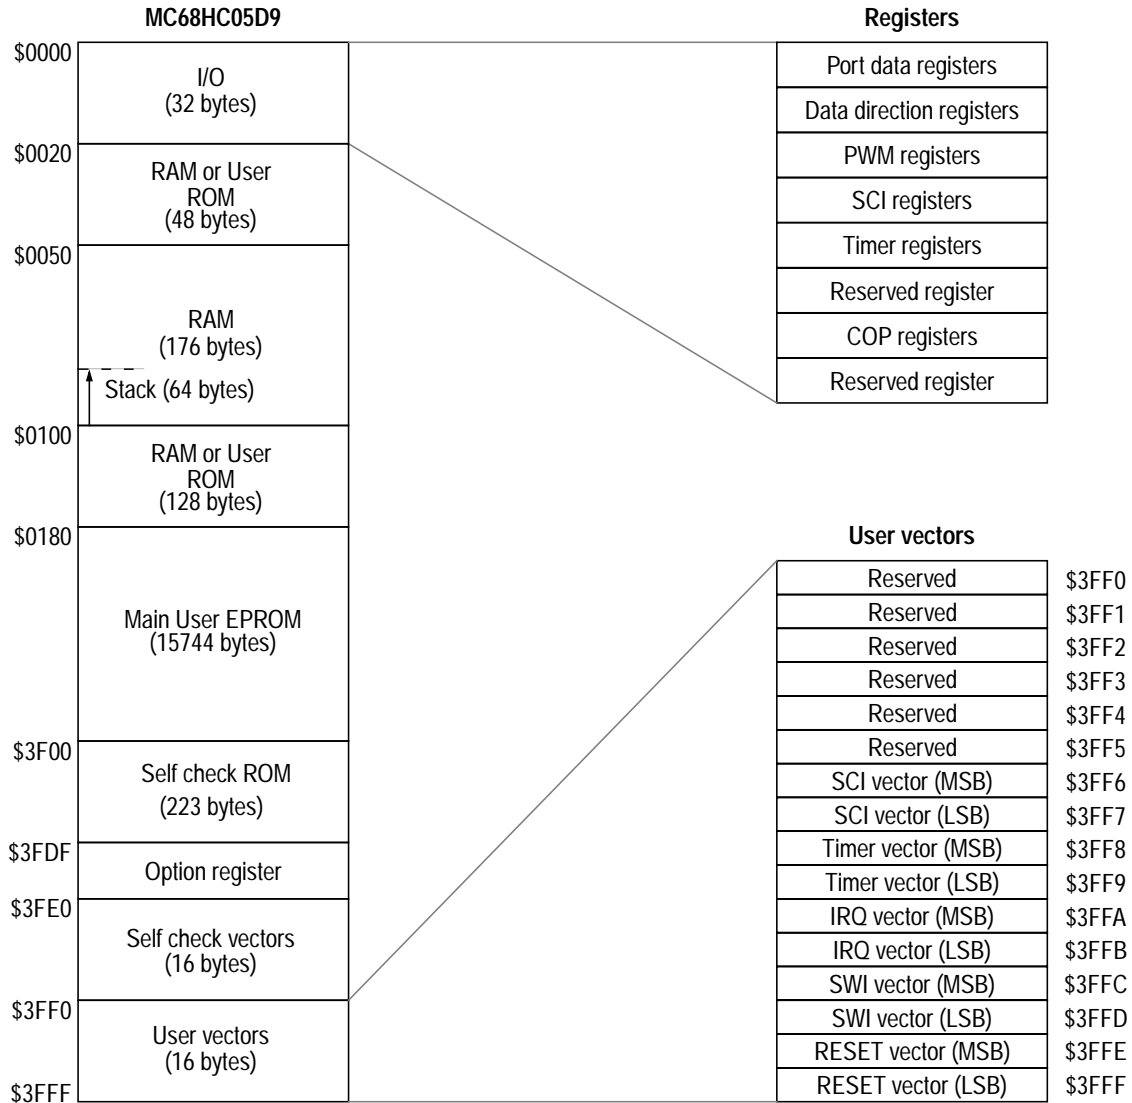 MC68HC05D9
$0000
I/O
(32 bytes)
$0020
RAM or User
ROM
(48 bytes)
$0050
RAM
(176 bytes)
Stack (64 bytes)
$0100
RAM or User
ROM
(128 bytes)
$0180
Main User EPROM
(15744 bytes)
$3F00
Self check ROM
(223 bytes)
$3FDF
Option register
$3FE0
Self check vectors
(16 bytes)
$3FF0
User vectors
(16 bytes)
$3FFF
Registers
Port data registers
Data direction registers
PWM registers
SCI registers
Timer registers
Reserved register
COP registers
Reserved register
User vectors
Reserved $3FF0
Reserved $3FF1
Reserved $3FF2
Reserved $3FF3
Reserved $3FF4
Reserved $3FF5
SCI vector (MSB) $3FF6
SCI vector (LSB) $3FF7
Timer vector (MSB) $3FF8
Timer vector (LSB) $3FF9
IRQ vector (MSB) $3FFA
IRQ vector (LSB) $3FFB
SWI vector (MSB) $3FFC
SWI vector (LSB) $3FFD
RESET vector (MSB) $3FFE
RESET vector (LSB) $3FFF